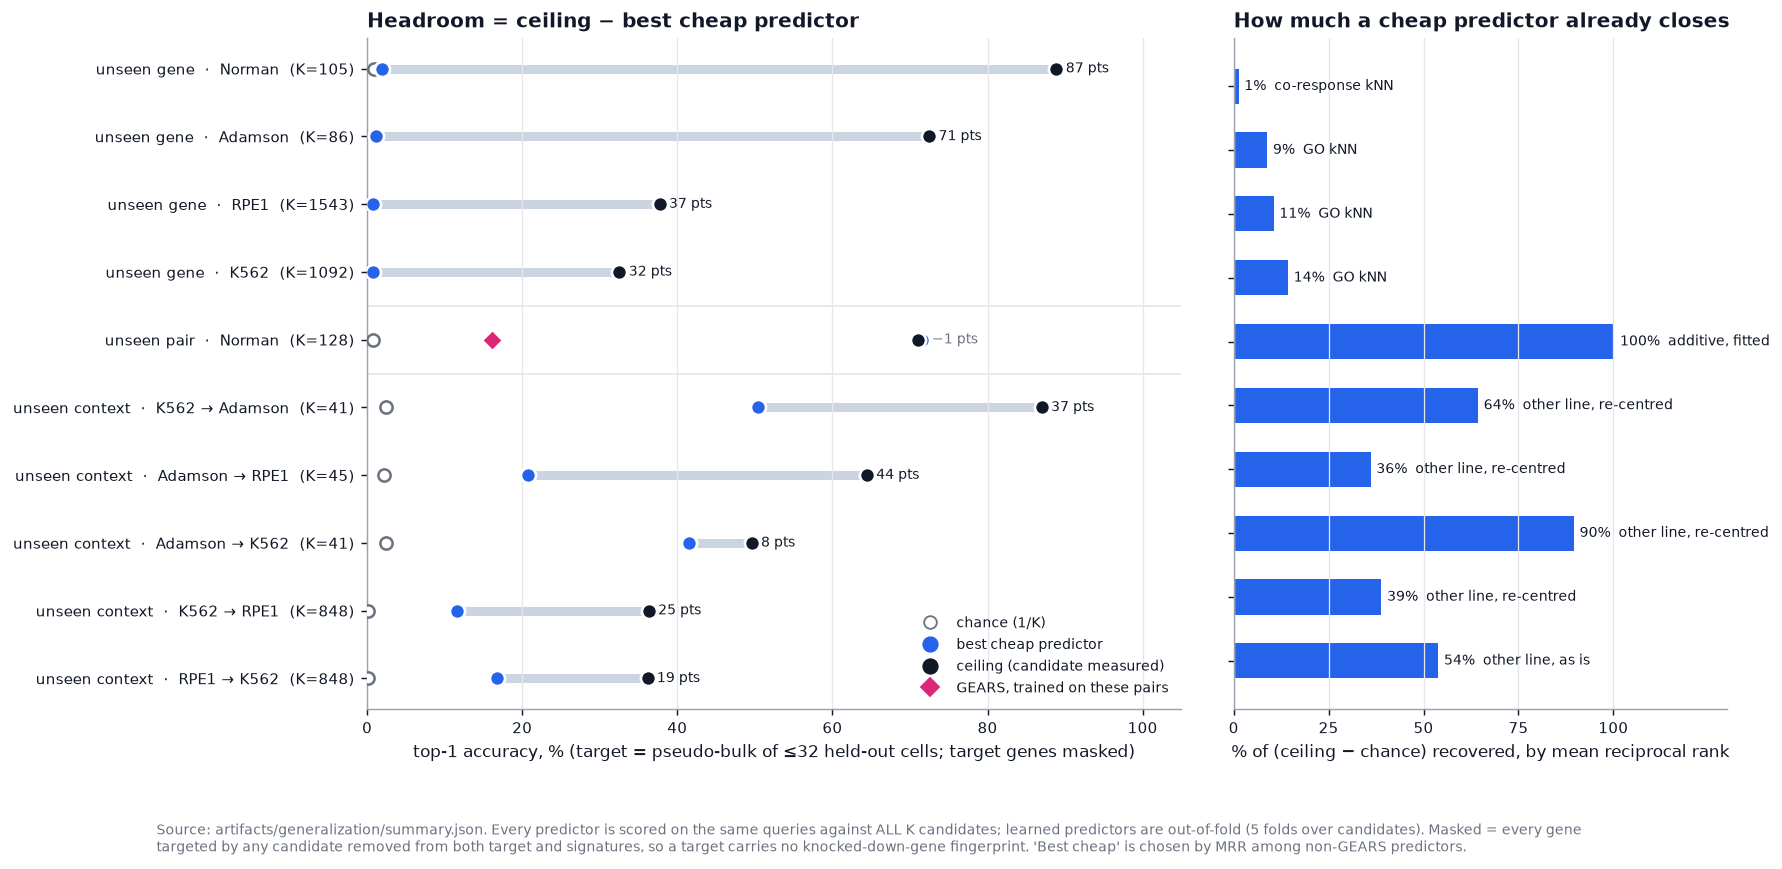 Headroom = ceiling − best cheap predictor
unseen gene · Norman (K=105)
87 pts
unseen gene · Adamson (K=86)
71 pts
unseen gene · RPE1 (K=1543)
37 pts
unseen gene · K562 (K=1092)
32 pts
unseen pair · Norman (K=128)
−1 pts
unseen context · K562 → Adamson (K=41)
37 pts
unseen context · Adamson → RPE1 (K=45)
44 pts
unseen context · Adamson → K562 (K=41)
8 pts
unseen context · K562 → RPE1 (K=848)
25 pts
unseen context · RPE1 → K562 (K=848)
19 pts
chance (1/K)
best cheap predictor
ceiling (candidate measured)
GEARS, trained on these pairs
0 20 40 60 80 100
top-1 accuracy, % (target = pseudo-bulk of ≤32 held-out cells; target genes masked)
How much a cheap predictor already closes
1% co-response kNN
9% GO kNN
11% GO kNN
14% GO kNN
100% additive, fitted
64% other line, re-centred
36% other line, re-centred
90% other line, re-centred
39% other line, re-centred
54% other line, as is
0 25 50 75 100
% of (ceiling − chance) recovered, by mean reciprocal rank
Source: artifacts/generalization/summary.json. Every predictor is scored on the same queries against ALL K candidates; learned predictors are out-of-fold (5 folds over candidates). Masked = every gene
targeted by any candidate removed from both target and signatures, so a target carries no knocked-down-gene fingerprint. 'Best cheap' is chosen by MRR among non-GEARS predictors.